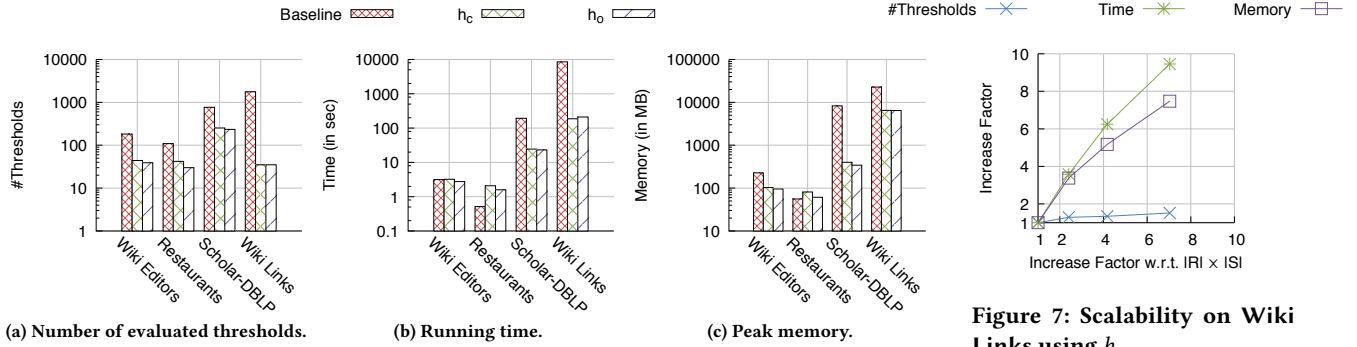 Baseline h_c h_o
#Thresholds Time Memory
#Thresholds
10000
1000
100
10
1
Wiki Editors
Restaurants
Scholar-DBLP
Wiki Links
(a) Number of evaluated thresholds.
Time (in sec)
10000
1000
100
10
1
0.1
Wiki Editors
Restaurants
Scholar-DBLP
Wiki Links
(b) Running time.
Memory (in MB)
100000
10000
1000
100
10
Wiki Editors
Restaurants
Scholar-DBLP
Wiki Links
(c) Peak memory.
Increase Factor
10
8
6
4
2
1
1 2 4 6 8 10
Increase Factor w.r.t. |R| × |S|
Figure 7: Scalability on Wiki
Links using h